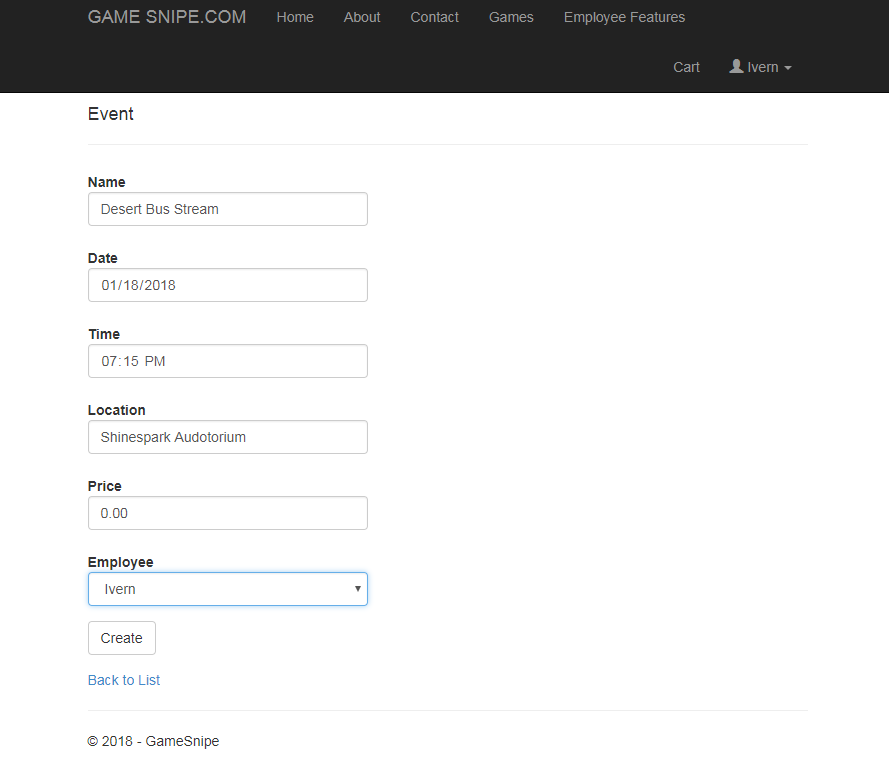 GAME SNIPE.COM Home About Contact Games Employee Features
Cart Ivern
Event
Name
Desert Bus Stream
Date
01/18/2018
Time
07:15 PM
Location
Shinespark Audotorium
Price
0.00
Employee
Ivern
Create
Back to List
© 2018 - GameSnipe